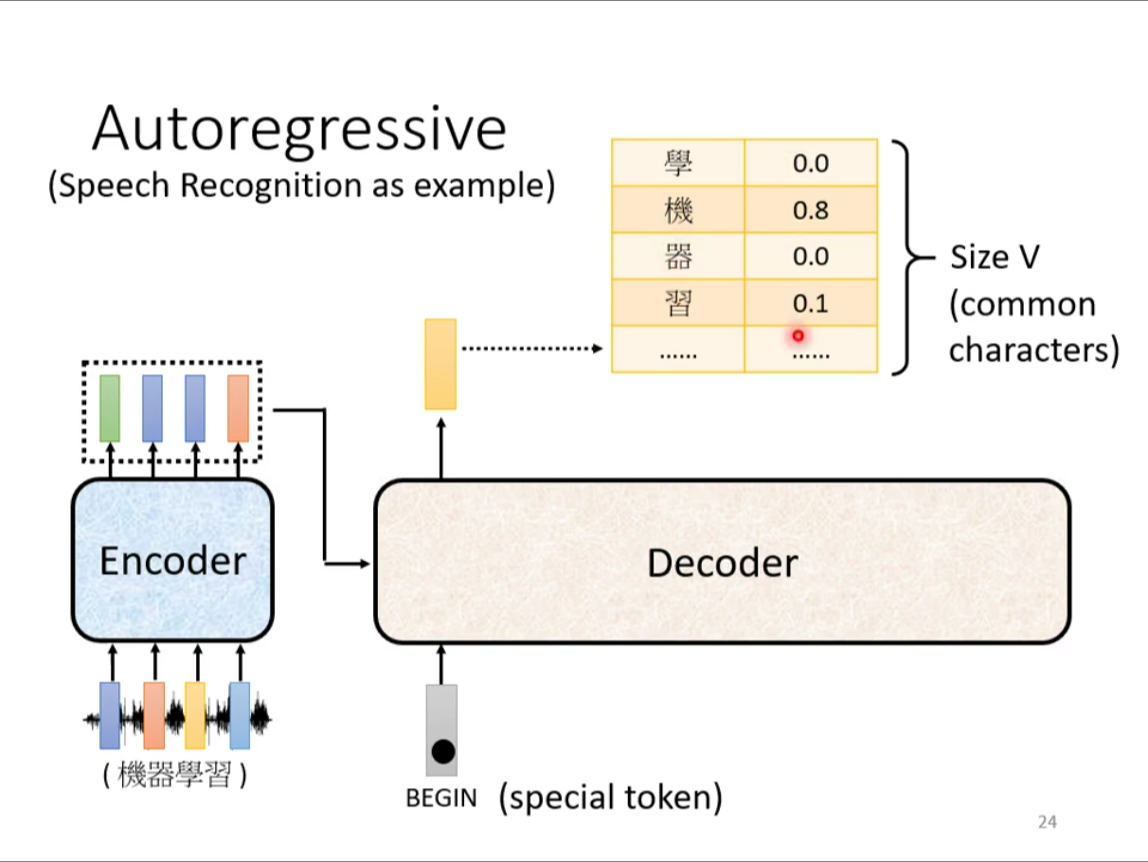 Autoregressive
(Speech Recognition as example)
學 0.0
機 0.8
器 0.0
習 0.1
...... ......
Size V
(common
characters)
Encoder
Decoder
(機器學習)
BEGIN (special token)
24